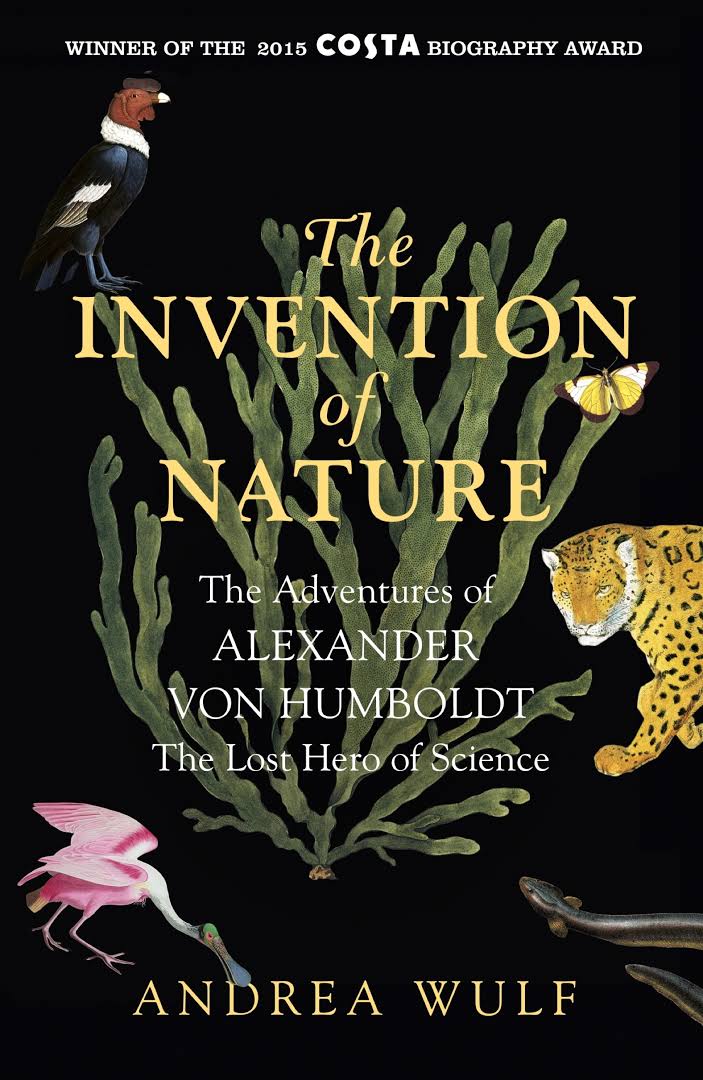 WINNER OF THE 2015 COSTA BIOGRAPHY AWARD
The
INVENTION
of
NATURE
The Adventures of
ALEXANDER
VON HUMBOLDT
The Lost Hero of Science
ANDREA WULF